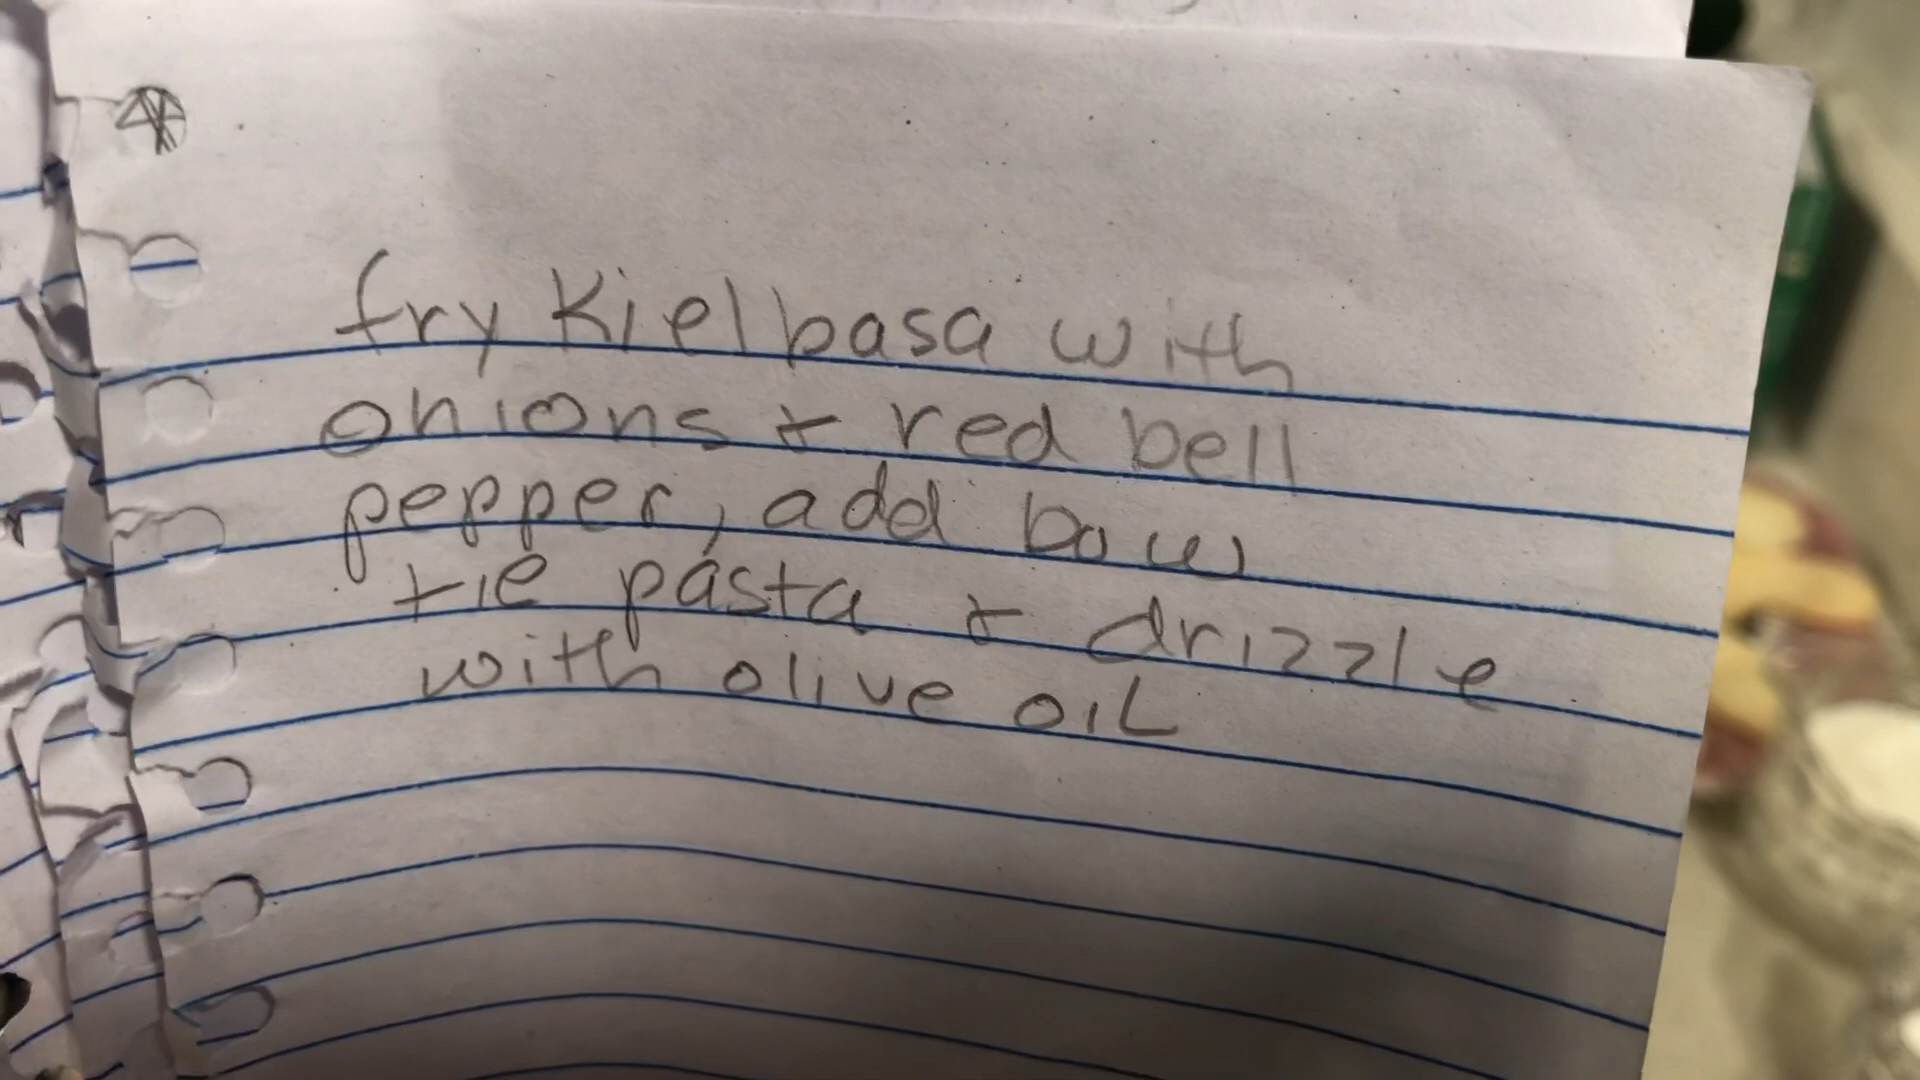 fry Kielbasa with
onions + red bell
pepper, add bow
tie pasta + drizzle
with olive oil